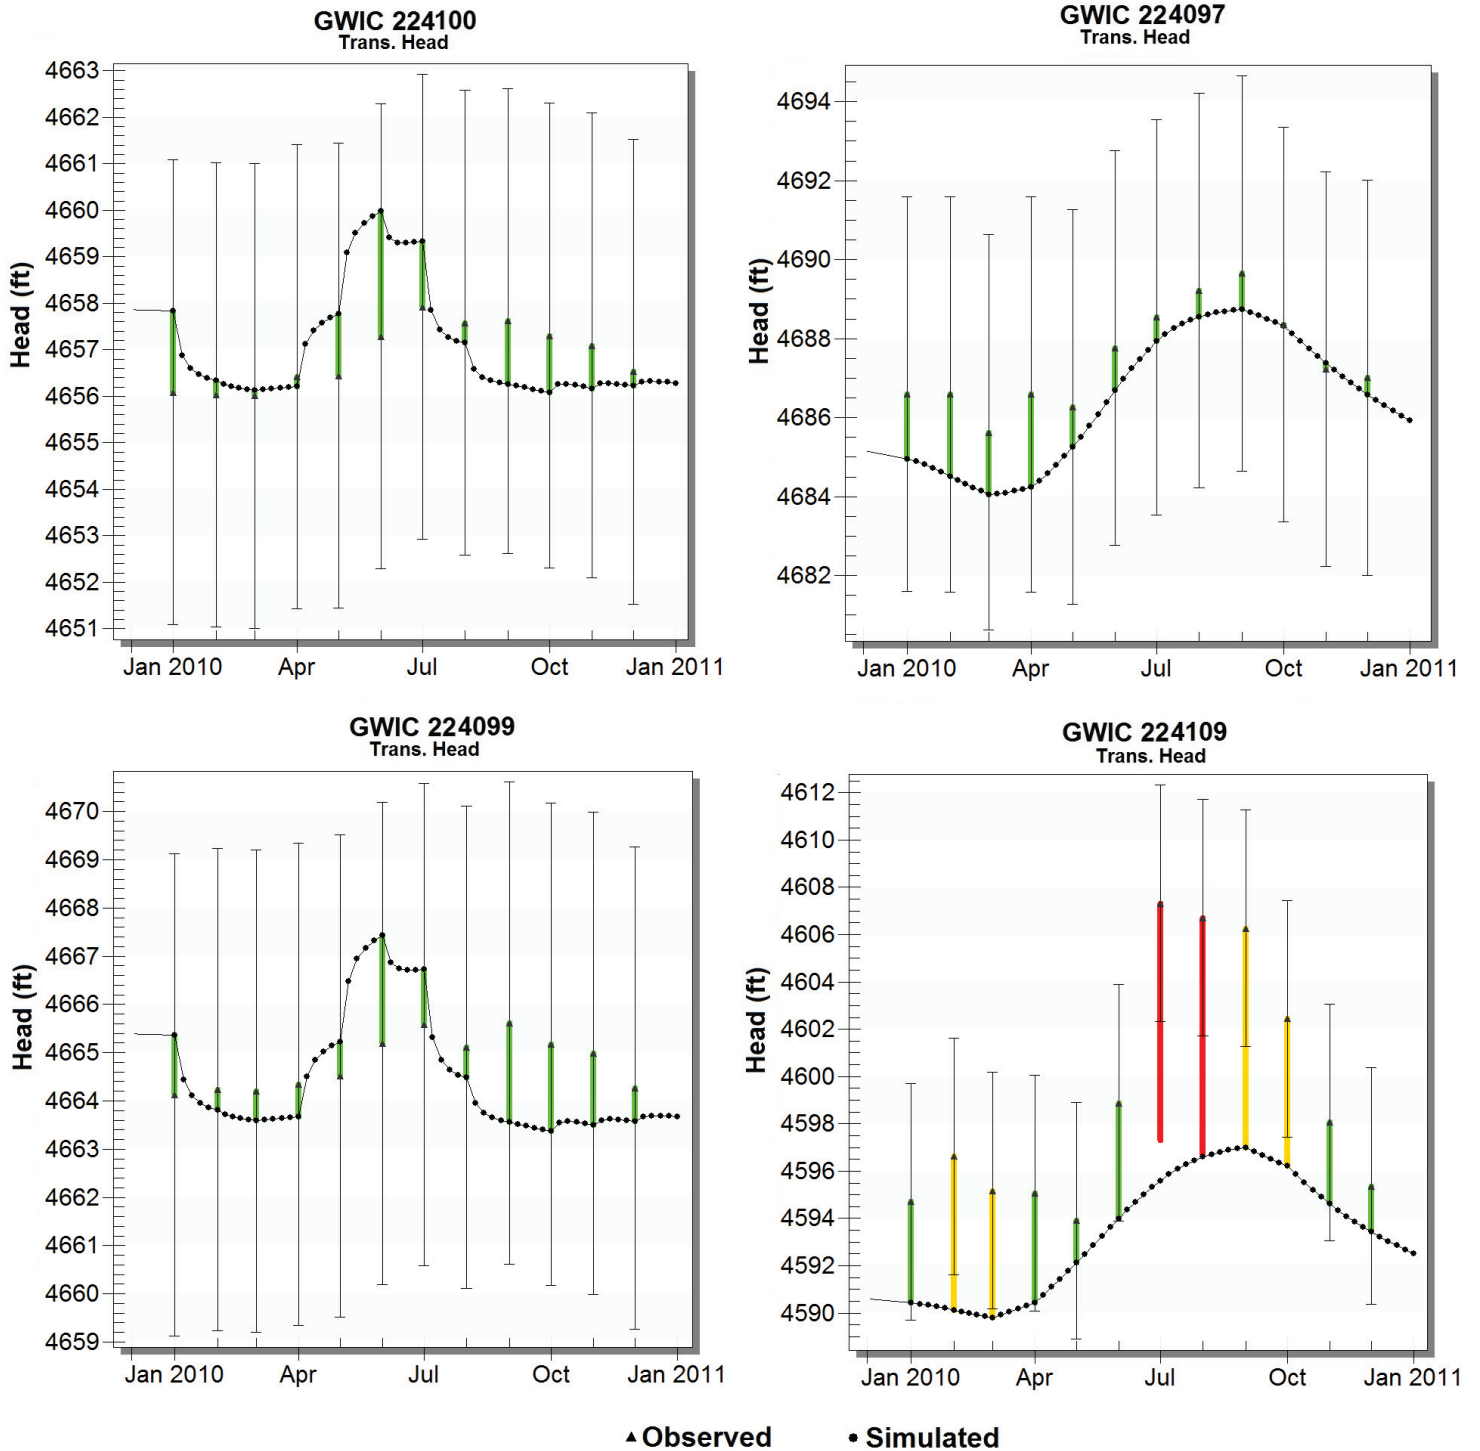 GWIC 224100
Trans. Head
Head (ft)
4663
4662
4661
4660
4659
4658
4657
4656
4655
4654
4653
4652
4651
Jan 2010 Apr Jul Oct Jan 2011
GWIC 224097
Trans. Head
Head (ft)
4694
4692
4690
4688
4686
4684
4682
Jan 2010 Apr Jul Oct Jan 2011
GWIC 224099
Trans. Head
Head (ft)
4670
4669
4668
4667
4666
4665
4664
4663
4662
4661
4660
4659
Jan 2010 Apr Jul Oct Jan 2011
GWIC 224109
Trans. Head
Head (ft)
4612
4610
4608
4606
4604
4602
4600
4598
4596
4594
4592
4590
Jan 2010 Apr Jul Oct Jan 2011
Observed Simulated